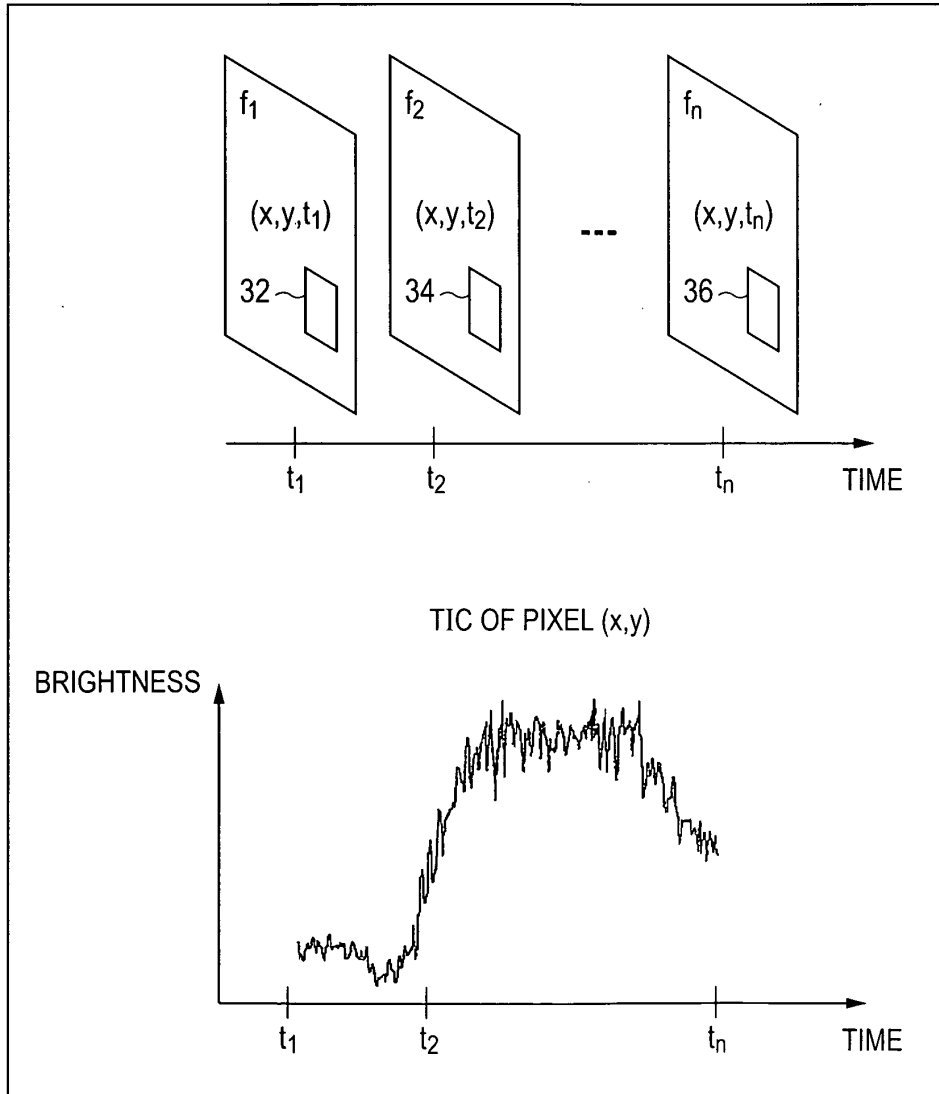 f1 f2 fn
(x,y,t1) (x,y,t2) --- (x,y,tn)
32 34 36
t1 t2 tn TIME
TIC OF PIXEL (x,y)
BRIGHTNESS
t1 t2 tn TIME